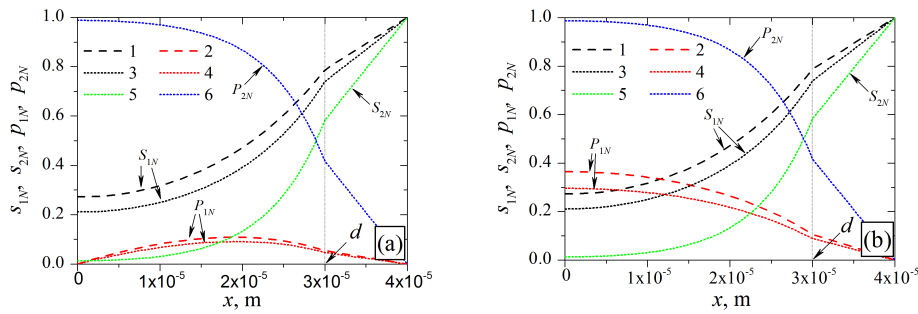 1.0
0.8
0.6
0.4
0.2
0.0
s₁N, s₂N, p₁N, p₂N
1 2
3 4
5 6
P₂N
S₂N
S₁N
P₁N
d
(a)
0 1x10⁻⁵ 2x10⁻⁵ 3x10⁻⁵ 4x10⁻⁵
x, m
1.0
0.8
0.6
0.4
0.2
0.0
s₁N, s₂N, p₁N, p₂N
1 2
3 4
5 6
P₂N
S₂N
S₁N
P₁N
d
(b)
0 1x10⁻⁵ 2x10⁻⁵ 3x10⁻⁵ 4x10⁻⁵
x, m